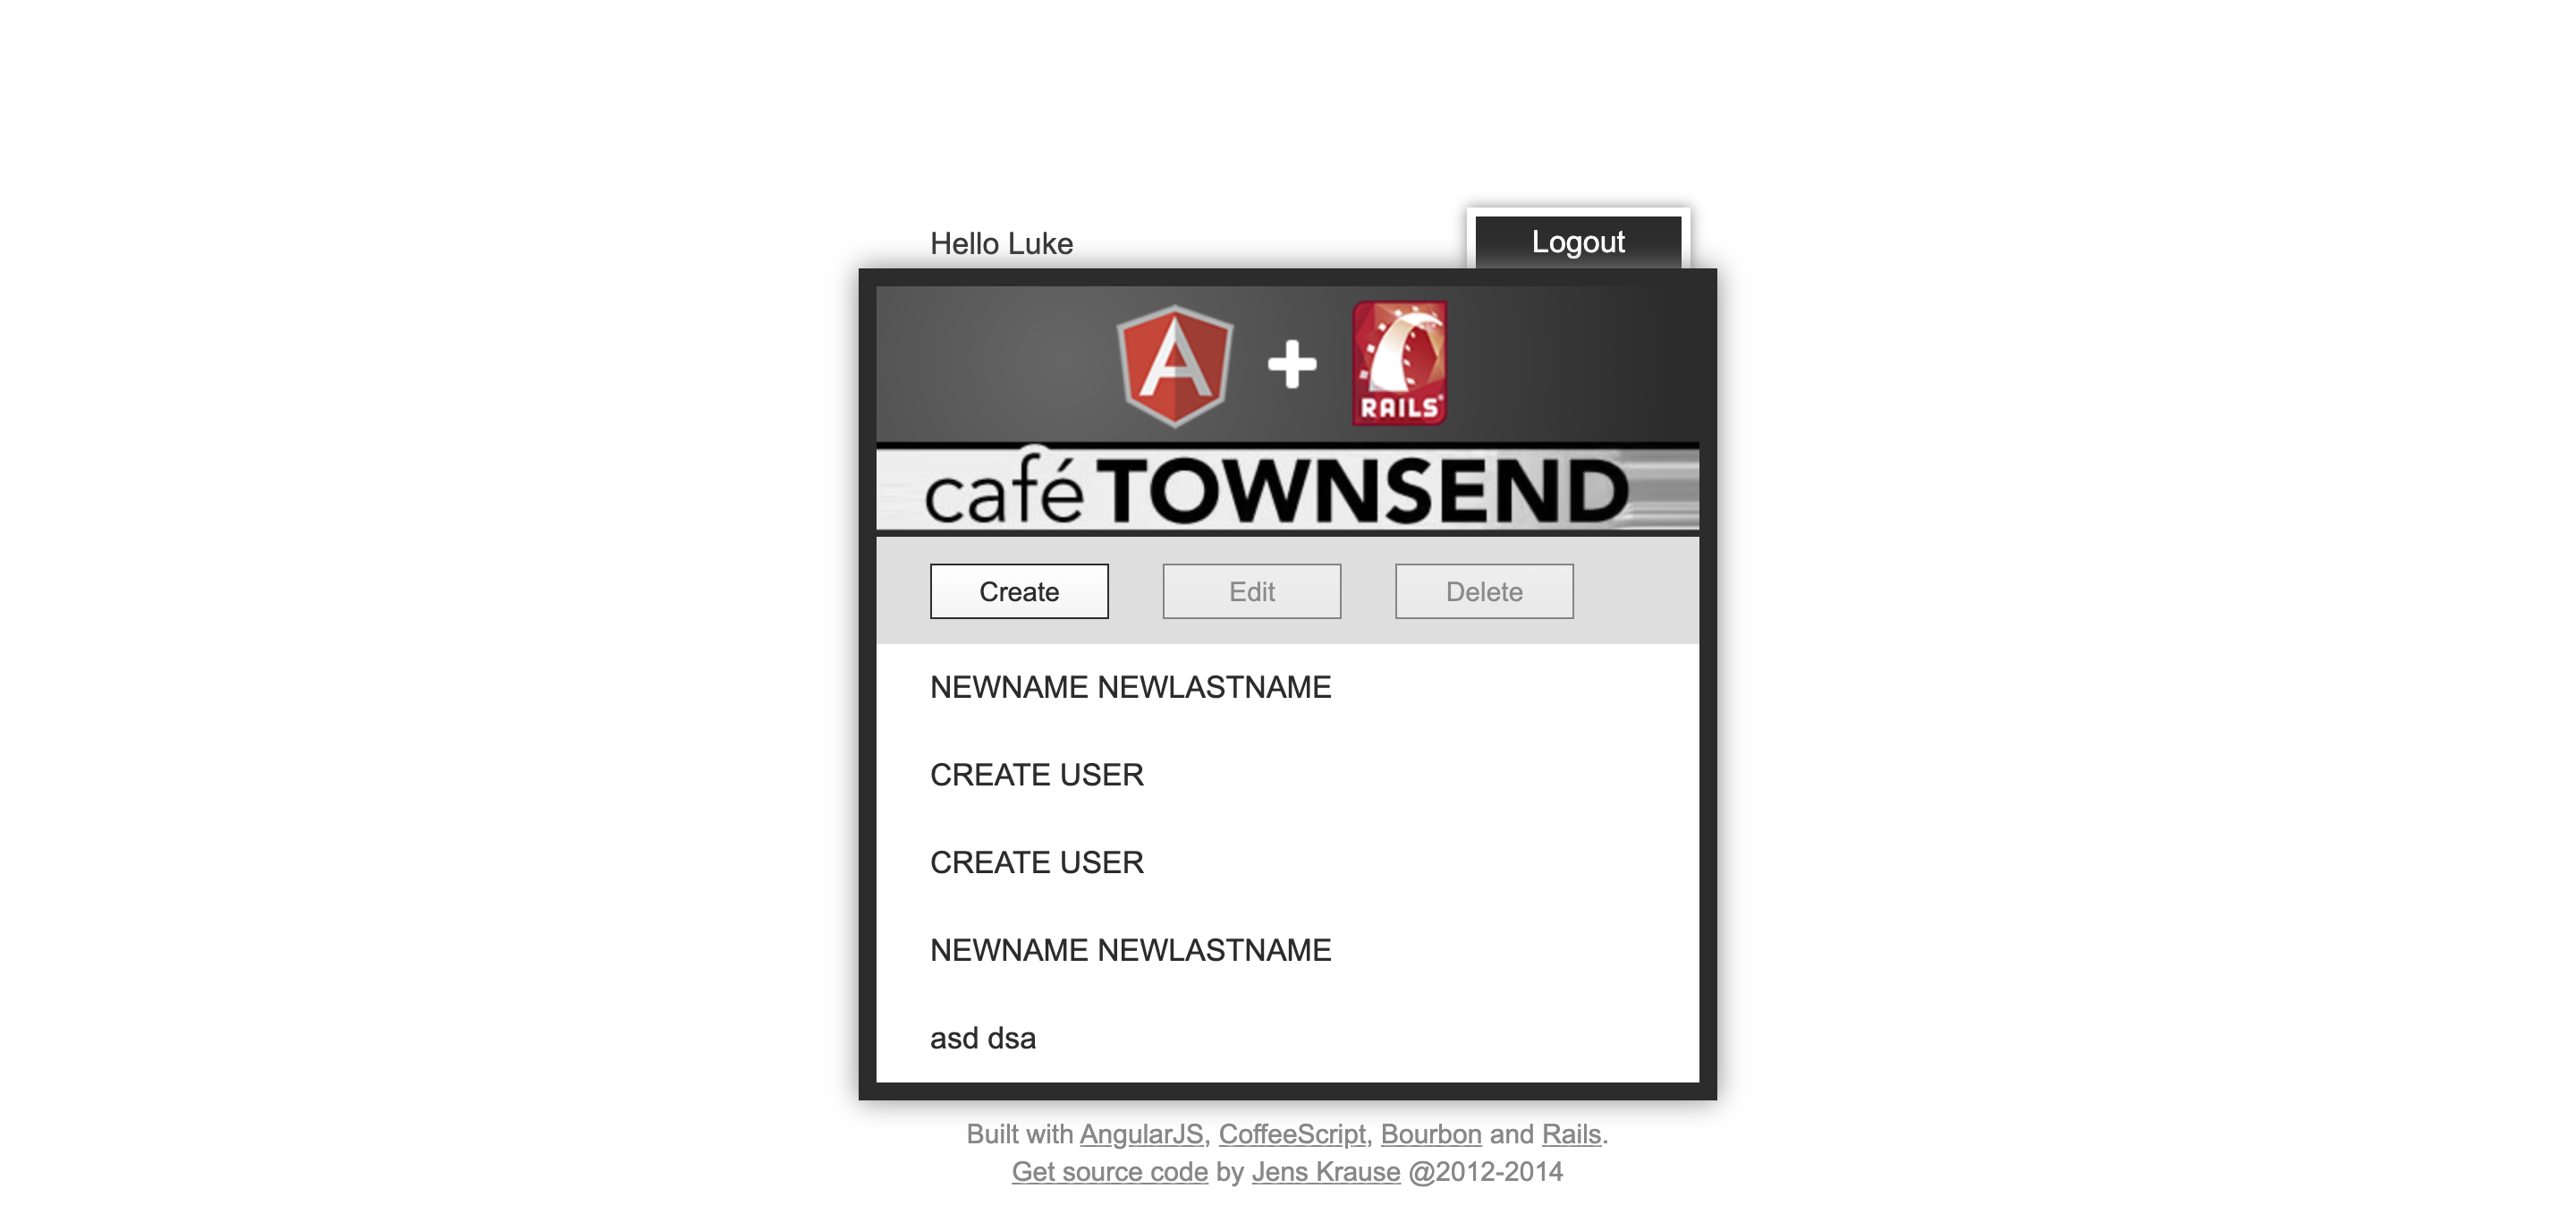 Hello Luke
Logout
A
RAILS
café TOWNSEND
Create
Edit
Delete
NEWNAME NEWLASTNAME
CREATE USER
CREATE USER
NEWNAME NEWLASTNAME
asd dsa
Built with AngularJS, CoffeeScript, Bourbon and Rails.
Get source code by Jens Krause @2012-2014